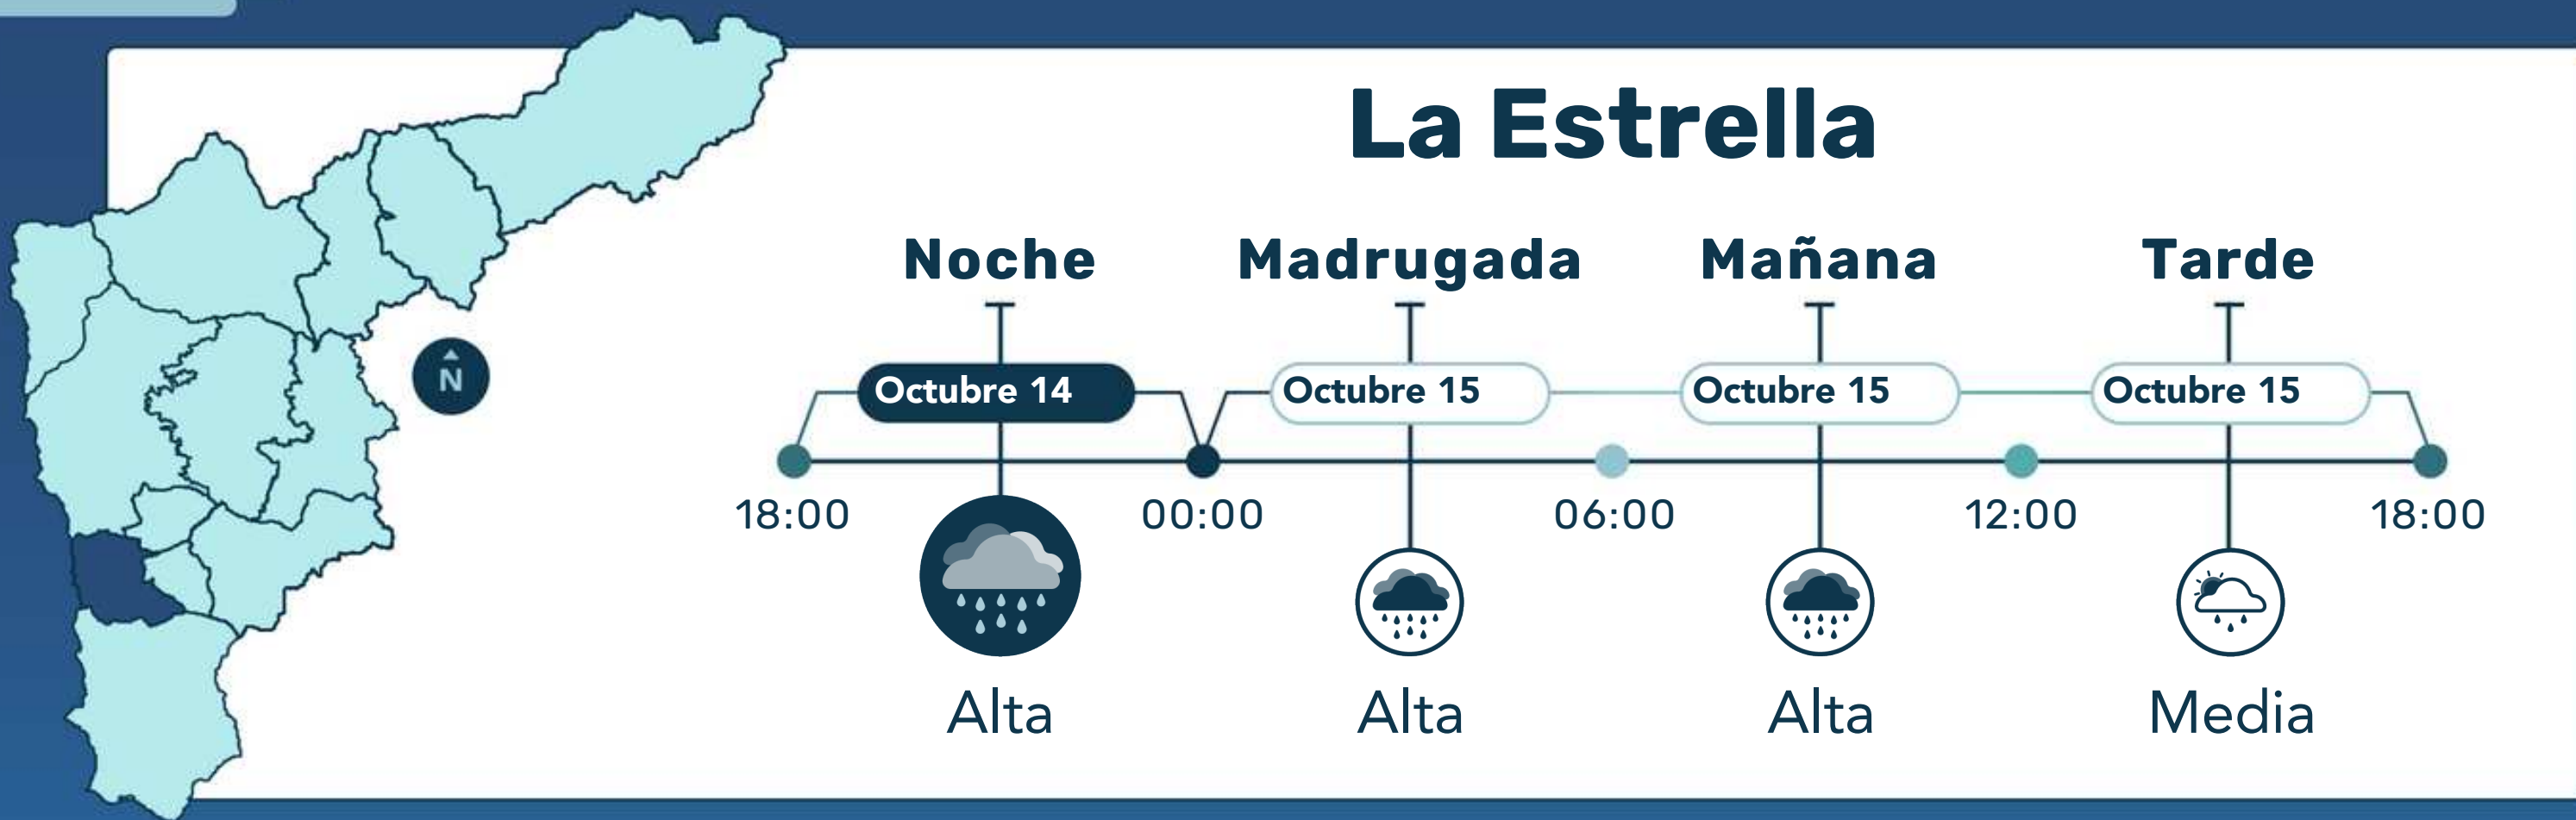 La Estrella
Noche Madrugada Mañana Tarde
N
Octubre 14 Octubre 15 Octubre 15 Octubre 15
18:00 00:00 06:00 12:00 18:00
Alta Alta Alta Media